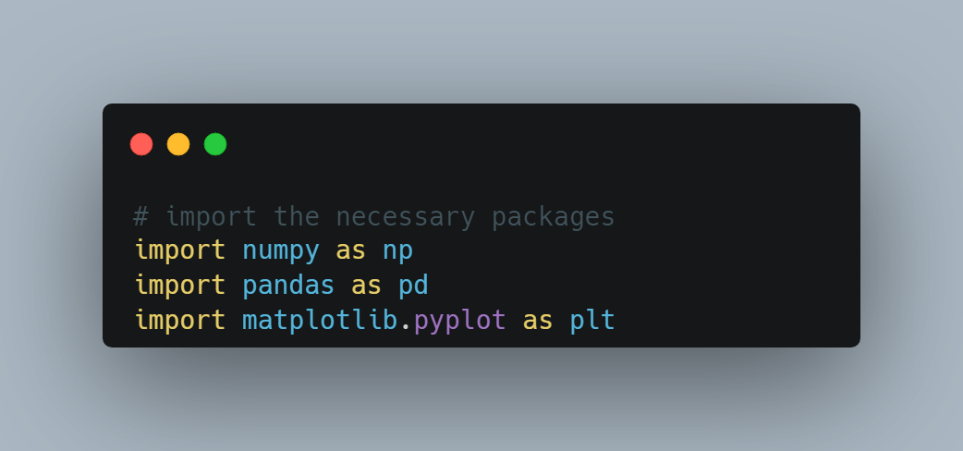 # import the necessary packages
import numpy as np
import pandas as pd
import matplotlib.pyplot as plt